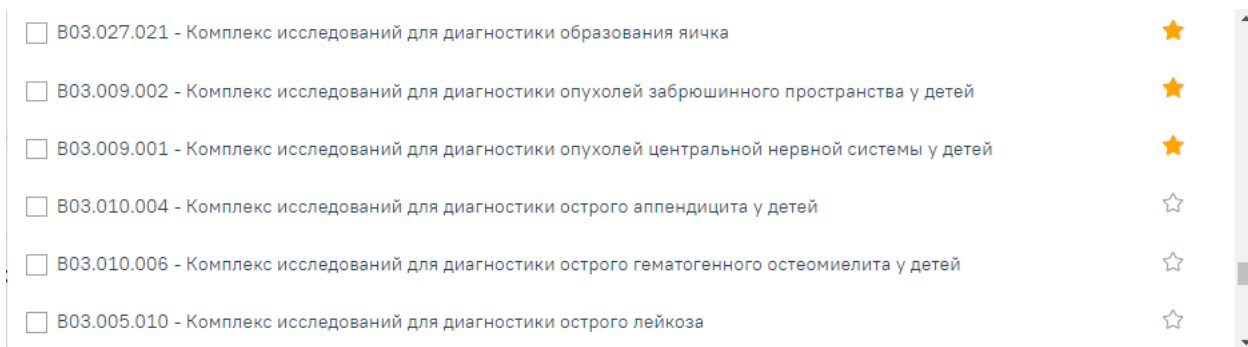 B03.027.021 - Комплекс исследований для диагностики образования яичка
B03.009.002 - Комплекс исследований для диагностики опухолей забрюшинного пространства у детей
B03.009.001 - Комплекс исследований для диагностики опухолей центральной нервной системы у детей
B03.010.004 - Комплекс исследований для диагностики острого аппендицита у детей
B03.010.006 - Комплекс исследований для диагностики острого гематогенного остеомиелита у детей
B03.005.010 - Комплекс исследований для диагностики острого лейкоза